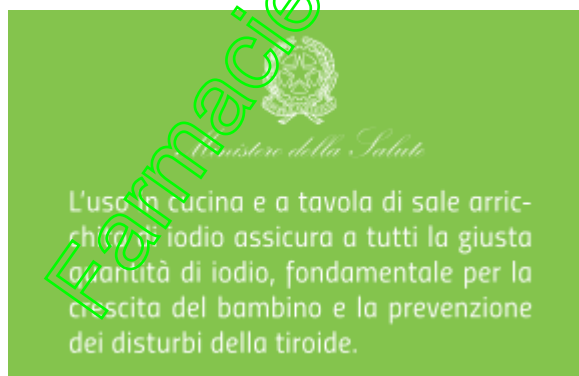 Farmacie
Ministero della Salute
L'uso in cucina e a tavola di sale arric-
chito di iodio assicura a tutti la giusta
quantità di iodio, fondamentale per la
crescita del bambino e la prevenzione
dei disturbi della tiroide.